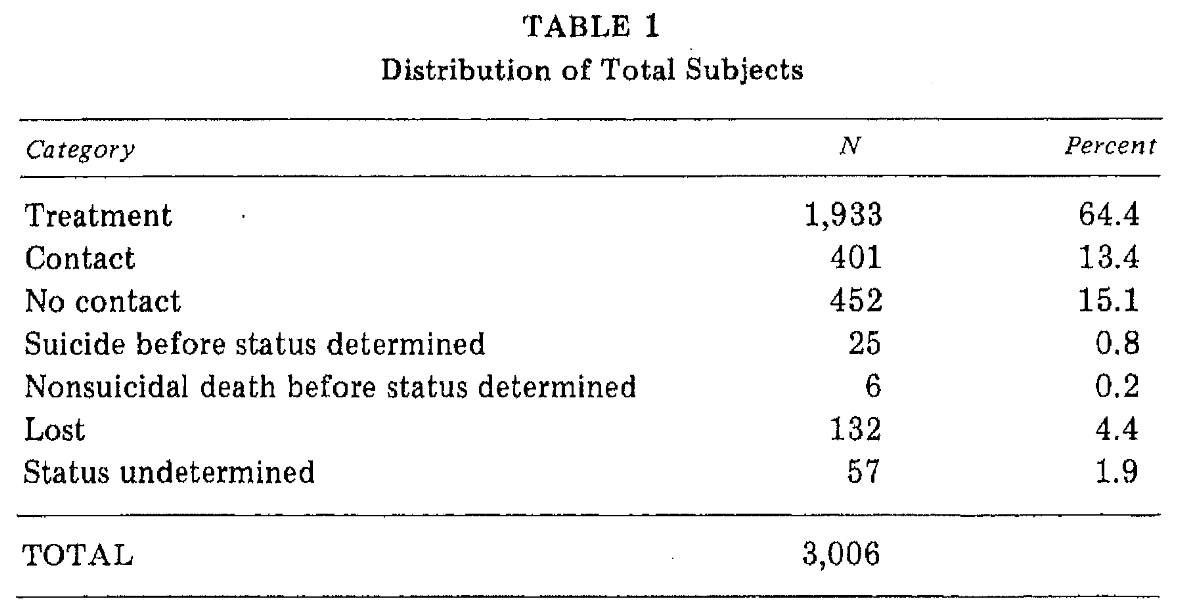 TABLE 1
Distribution of Total Subjects
Category N Percent
Treatment 1,933 64.4
Contact 401 13.4
No contact 452 15.1
Suicide before status determined 25 0.8
Nonsuicidal death before status determined 6 0.2
Lost 132 4.4
Status undetermined 57 1.9
TOTAL 3,006